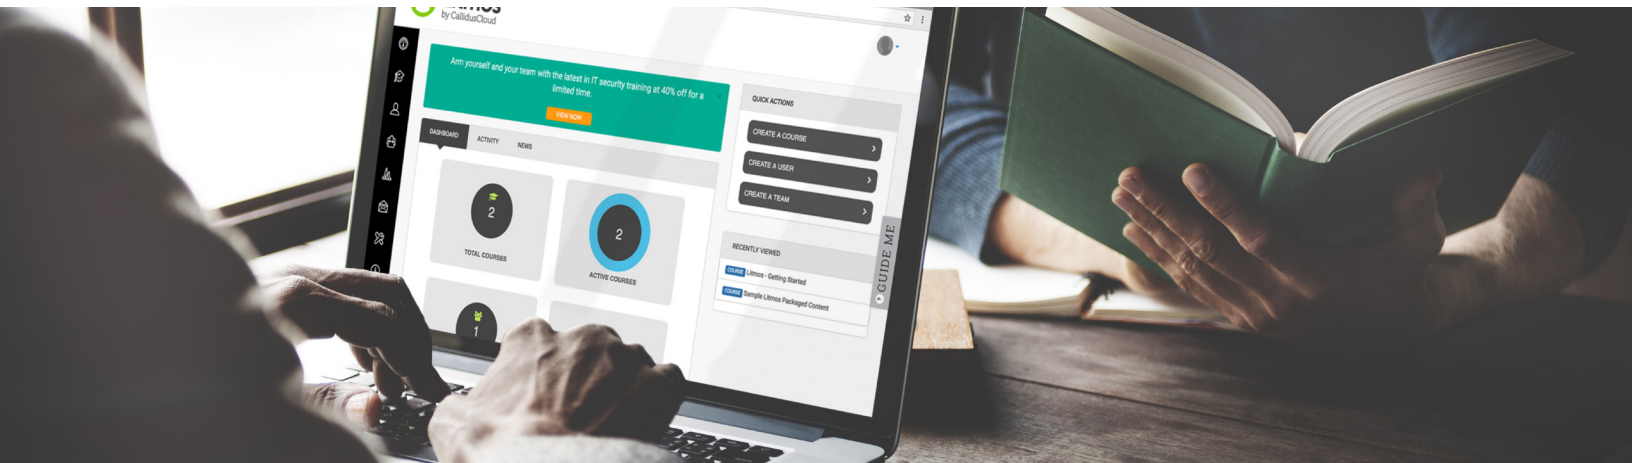 by CallidusCloud
Arm yourself and your team with the latest in IT security training at 40% off for a
limited time.
VIEW NOW
DASHBOARD
ACTIVITY
NEWS
2
TOTAL COURSES
2
ACTIVE COURSES
1
QUICK ACTIONS
CREATE A COURSE
CREATE A USER
CREATE A TEAM
RECENTLY VIEWED
COURSE Litmos - Getting Started
COURSE Sample Litmos Packaged Content
GUIDE ME